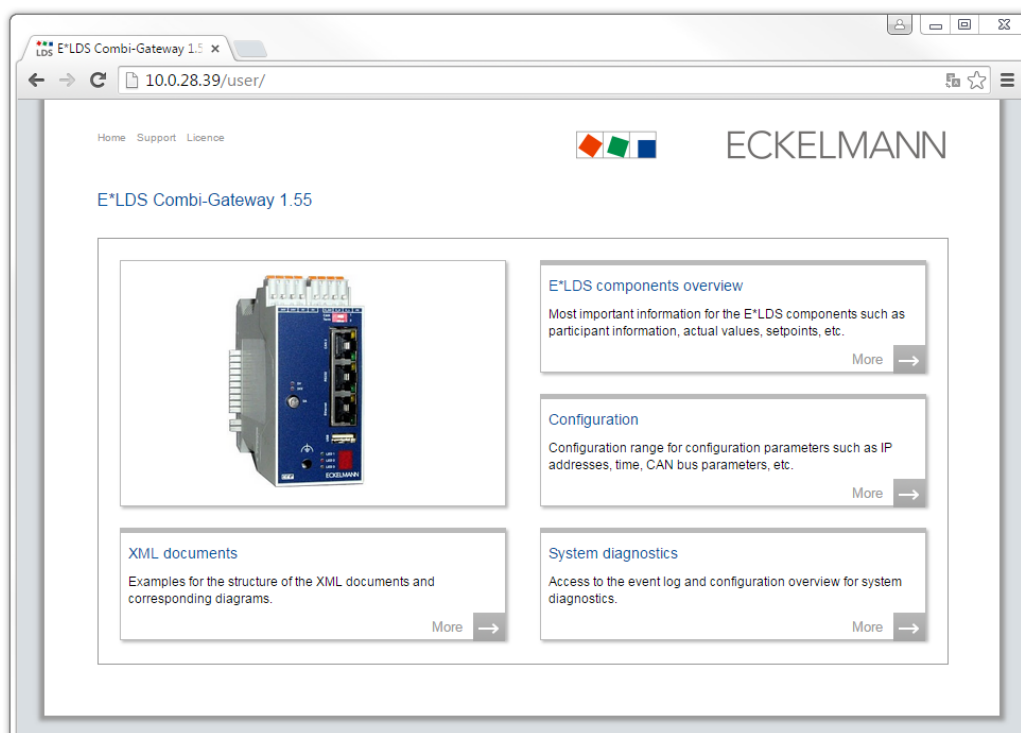 LDS E*LDS Combi-Gateway 1.5
10.0.28.39/user/
Home Support Licence
ECKELMANN
E*LDS Combi-Gateway 1.55
E*LDS components overview
Most important information for the E*LDS components such as
participant information, actual values, setpoints, etc.
More
Configuration
Configuration range for configuration parameters such as IP
addresses, time, CAN bus parameters, etc.
More
ECKELMANN
XML documents
Examples for the structure of the XML documents and
corresponding diagrams.
More
System diagnostics
Access to the event log and configuration overview for system
diagnostics.
More